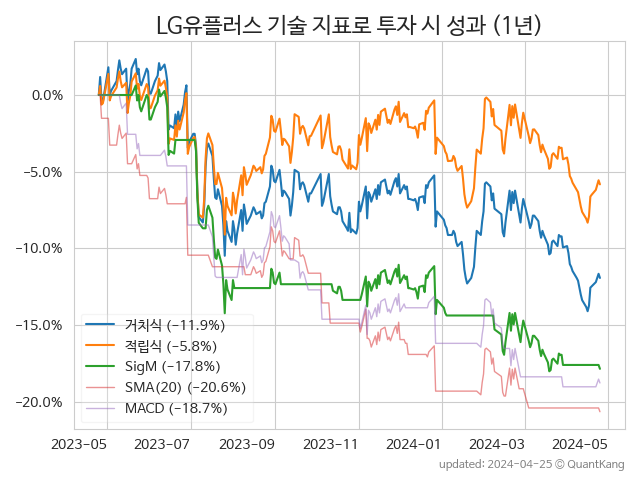 LG유플러스 기술 지표로 투자 시 성과 (1년)
0.0%
−5.0%
−10.0%
−15.0%
−20.0%
거치식 (−11.9%)
적립식 (−5.8%)
SigM (−17.8%)
SMA(20) (−20.6%)
MACD (−18.7%)
2023-05 2023-07 2023-09 2023-11 2024-01 2024-03 2024-05
updated: 2024-04-25 © QuantKang